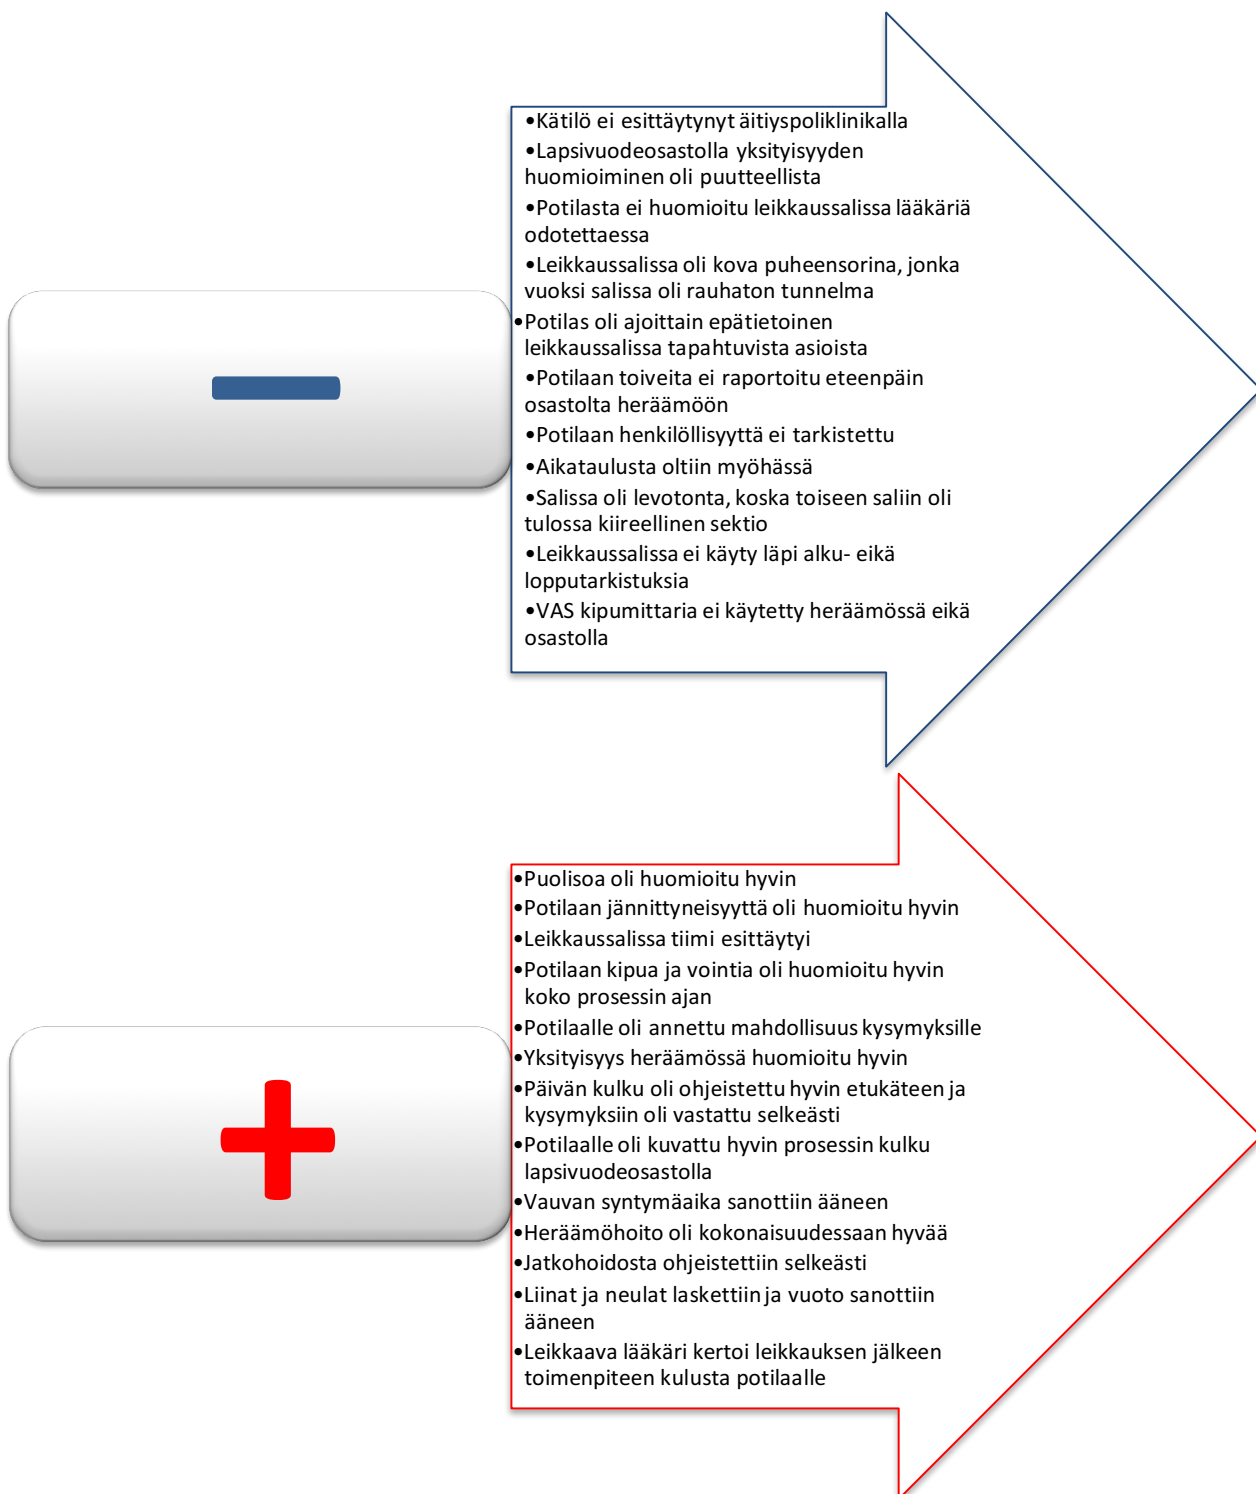 •Kätilö ei esittäytynyt äitiyspoliklinikalla
•Lapsivuodeosastolla yksityisyyden
huomioiminen oli puutteellista
•Potilasta ei huomioitu leikkaussalissa lääkäriä
odotettaessa
•Leikkaussalissa oli kova puheensorina, jonka
vuoksi salissa oli rauhaton tunnelma
•Potilas oli ajoittain epätietoinen
leikkaussalissa tapahtuvista asioista
•Potilaan toiveita ei raportoitu eteenpäin
osastolta heräämöön
•Potilaan henkilöllisyyttä ei tarkistettu
•Aikataulusta oltiin myöhässä
•Salissa oli levotonta, koska toiseen saliin oli
tulossa kiireellinen sektio
•Leikkaussalissa ei käyty läpi alku- eikä
lopputarkistuksia
•VAS kipumittaria ei käytetty heräämössä eikä
osastolla
•Puolisoa oli huomioitu hyvin
•Potilaan jännittyneisyyttä oli huomioitu hyvin
•Leikkaussalissa tiimi esittäytyi
•Potilaan kipua ja vointia oli huomioitu hyvin
koko prosessin ajan
•Potilaalle oli annettu mahdollisuus kysymyksille
•Yksityisyys heräämössä huomioitu hyvin
•Päivän kulku oli ohjeistettu hyvin etukäteen ja
kysymyksiin oli vastattu selkeästi
•Potilaalle oli kuvattu hyvin prosessin kulku
lapsivuodeosastolla
•Vauvan syntymäaika sanottiin ääneen
•Heräämöhoito oli kokonaisuudessaan hyvää
•Jatkohoidosta ohjeistettiin selkeästi
•Liinat ja neulat laskettiin ja vuoto sanottiin
ääneen
•Leikkaava lääkäri kertoi leikkauksen jälkeen
toimenpiteen kulusta potilaalle